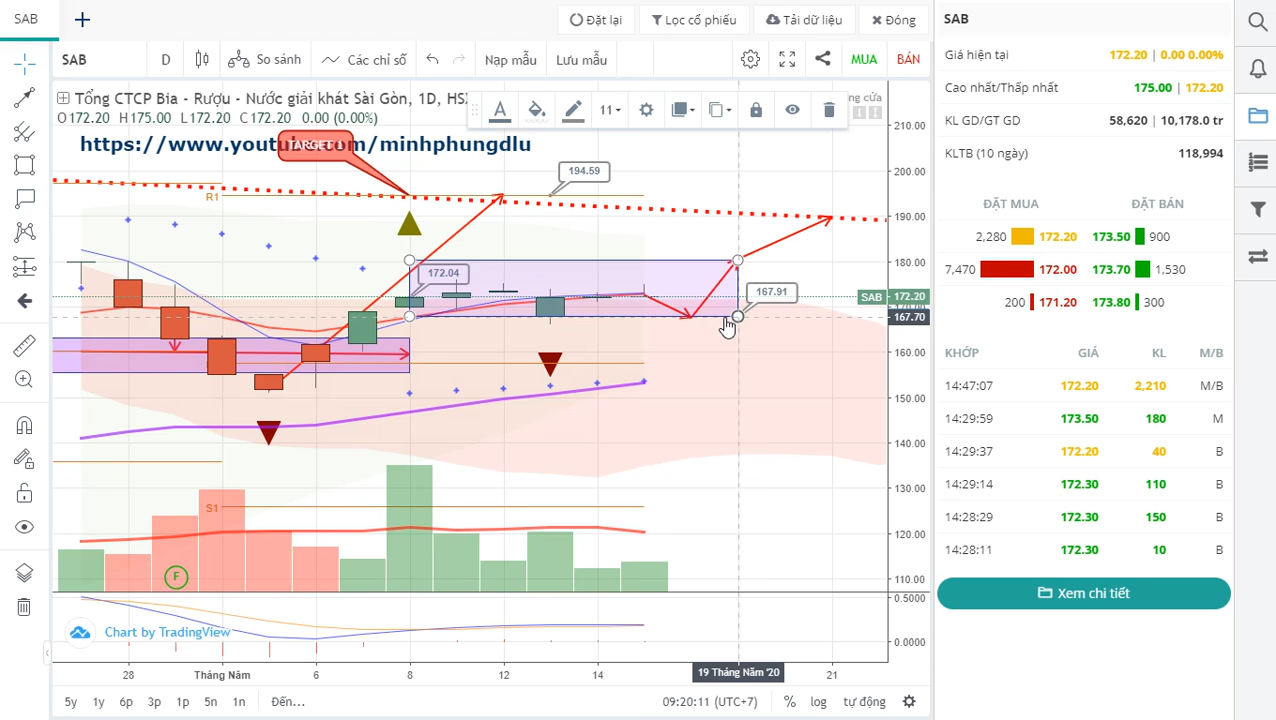 SAB
Đặt lại
Lọc cổ phiếu
Tải dữ liệu
Đóng
SAB
D
So sánh
Các chỉ số
Nạp mẫu
Lưu mẫu
MUA
BÁN
Tổng CTCP Bia - Rượu - Nước giải khát Sài Gòn, 1D, HSX
O172.20 H175.00 L172.20 C172.20 0.00 (0.00%)
11
https://www.youtube.com/minhphungdlu
TARGET 1
194.59
172.04
167.91
R1
S1
F
210.00
200.00
190.00
180.00
SAB 172.20
167.70
160.00
150.00
140.00
130.00
120.00
110.00
0.5000
0.0000
Chart by TradingView
28
Tháng Năm
6
8
12
14
19 Tháng Năm '20
21
5y
1y
6p
3p
1p
5n
1n
Đến...
09:20:11 (UTC+7)
%
log
tự động
SAB
Giá hiện tại 172.20 | 0.00 0.00%
Cao nhất/Thấp nhất 175.00 | 172.20
KL GD/GT GD 58,620 | 10,178.0 tr
KLTB (10 ngày) 118,994
ĐẶT MUA ĐẶT BÁN
2,280 172.20 173.50 900
7,470 172.00 173.70 1,530
200 171.20 173.80 300
KHỚP GIÁ KL M/B
14:47:07 172.20 2,210 M/B
14:29:59 173.50 180 M
14:29:37 172.20 40 B
14:29:14 172.30 110 B
14:28:29 172.30 150 B
14:28:11 172.30 10 B
Xem chi tiết